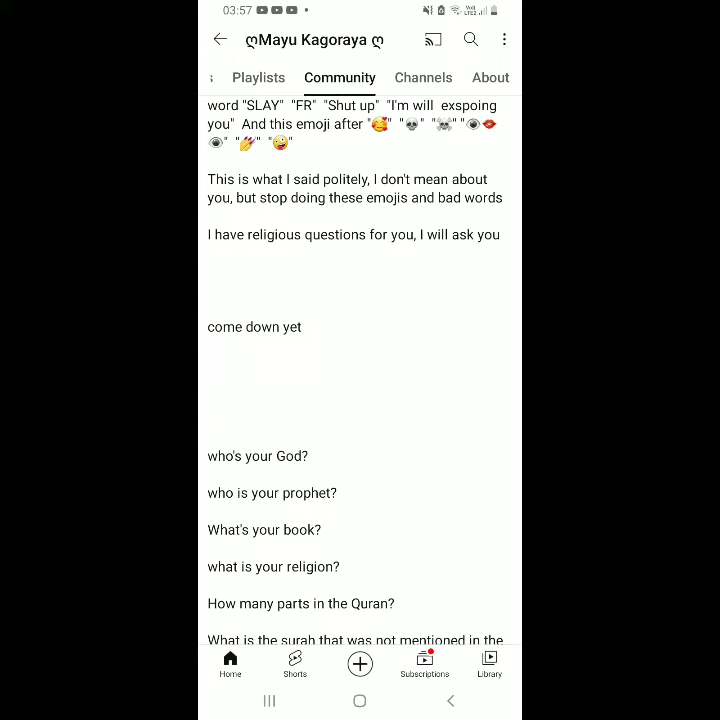 03:57
Voj)
LTE2
ღMayu Kagoraya ღ
s Playlists Community Channels About
word "SLAY" "FR" "Shut up" "I'm will exspoing
you" And this emoji after "🥰" "💀" "☠️" "👁️💋
👁️" "💅" "🤪"
This is what I said politely, I don't mean about
you, but stop doing these emojis and bad words
I have religious questions for you, I will ask you
come down yet
who's your God?
who is your prophet?
What's your book?
what is your religion?
How many parts in the Quran?
What is the surah that was not mentioned in the
Home Shorts Subscriptions Library